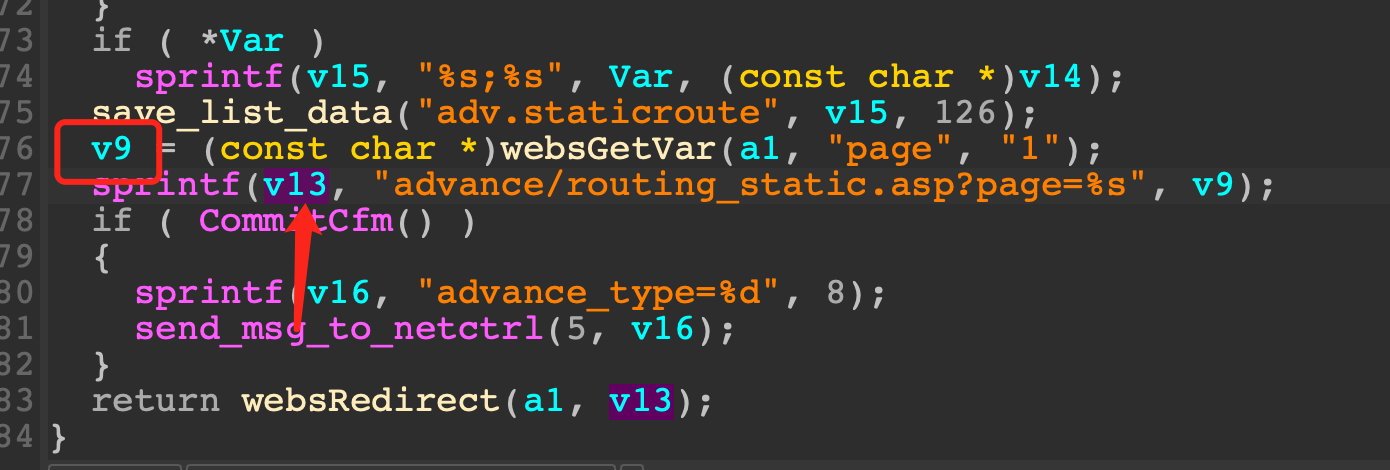 72 }
73 if ( *Var )
74 sprintf(v15, "%s;%s", Var, (const char *)v14);
75 save_list_data("adv.staticroute", v15, 126);
76 v9 = (const char *)websGetVar(a1, "page", "1");
77 sprintf(v13, "advance/routing_static.asp?page=%s", v9);
78 if ( CommitCfm() )
79 {
80 sprintf(v16, "advance_type=%d", 8);
81 send_msg_to_netctrl(5, v16);
82 }
83 return websRedirect(a1, v13);
84 }